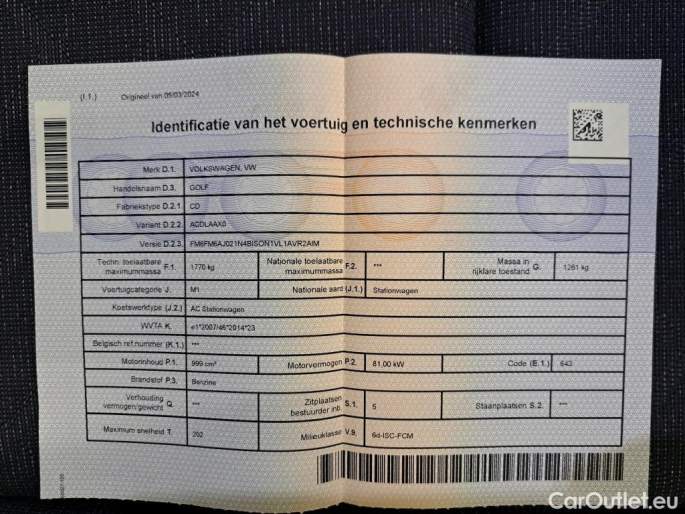 (I.1.) Origineel van 05/03/2024
Identificatie van het voertuig en technische kenmerken
Merk D.1. VOLKSWAGEN, VW
Handelsnaam D.3. GOLF
Fabriekstype D.2.1 CD
Variant D.2.2 ACDLAAX0
Versie D.2.3. FM6FM6AJ021N4BISON1VL1AVR2AIM
Techn. toelaatbare maximummassa F.1. 1770 kg Nationale toelaatbare maximummassa F.2. *** Massa in rijklare toestand G. 1261 kg
Voertuigcategorie J. M1 Nationale aard (J.1.) Stationwagen
Koetswerktype (J.2.) AC Stationwagen
WVTA K. e1*2007/46*2014*23
Belgisch ref.nummer (K.1.) ***
Motorinhoud P.1. 999 cm³ Motorvermogen P.2. 81,00 kW Code (E.1.) 643
Brandstof P.3. Benzine
Verhouding vermogen/gewicht Q. *** Zitplaatsen bestuurder inb. S.1. 5 Staanplaatsen S.2. ***
Maximum snelheid T. 202 Milieuklasse V.9. 6d-ISC-FCM
CarOutlet.eu